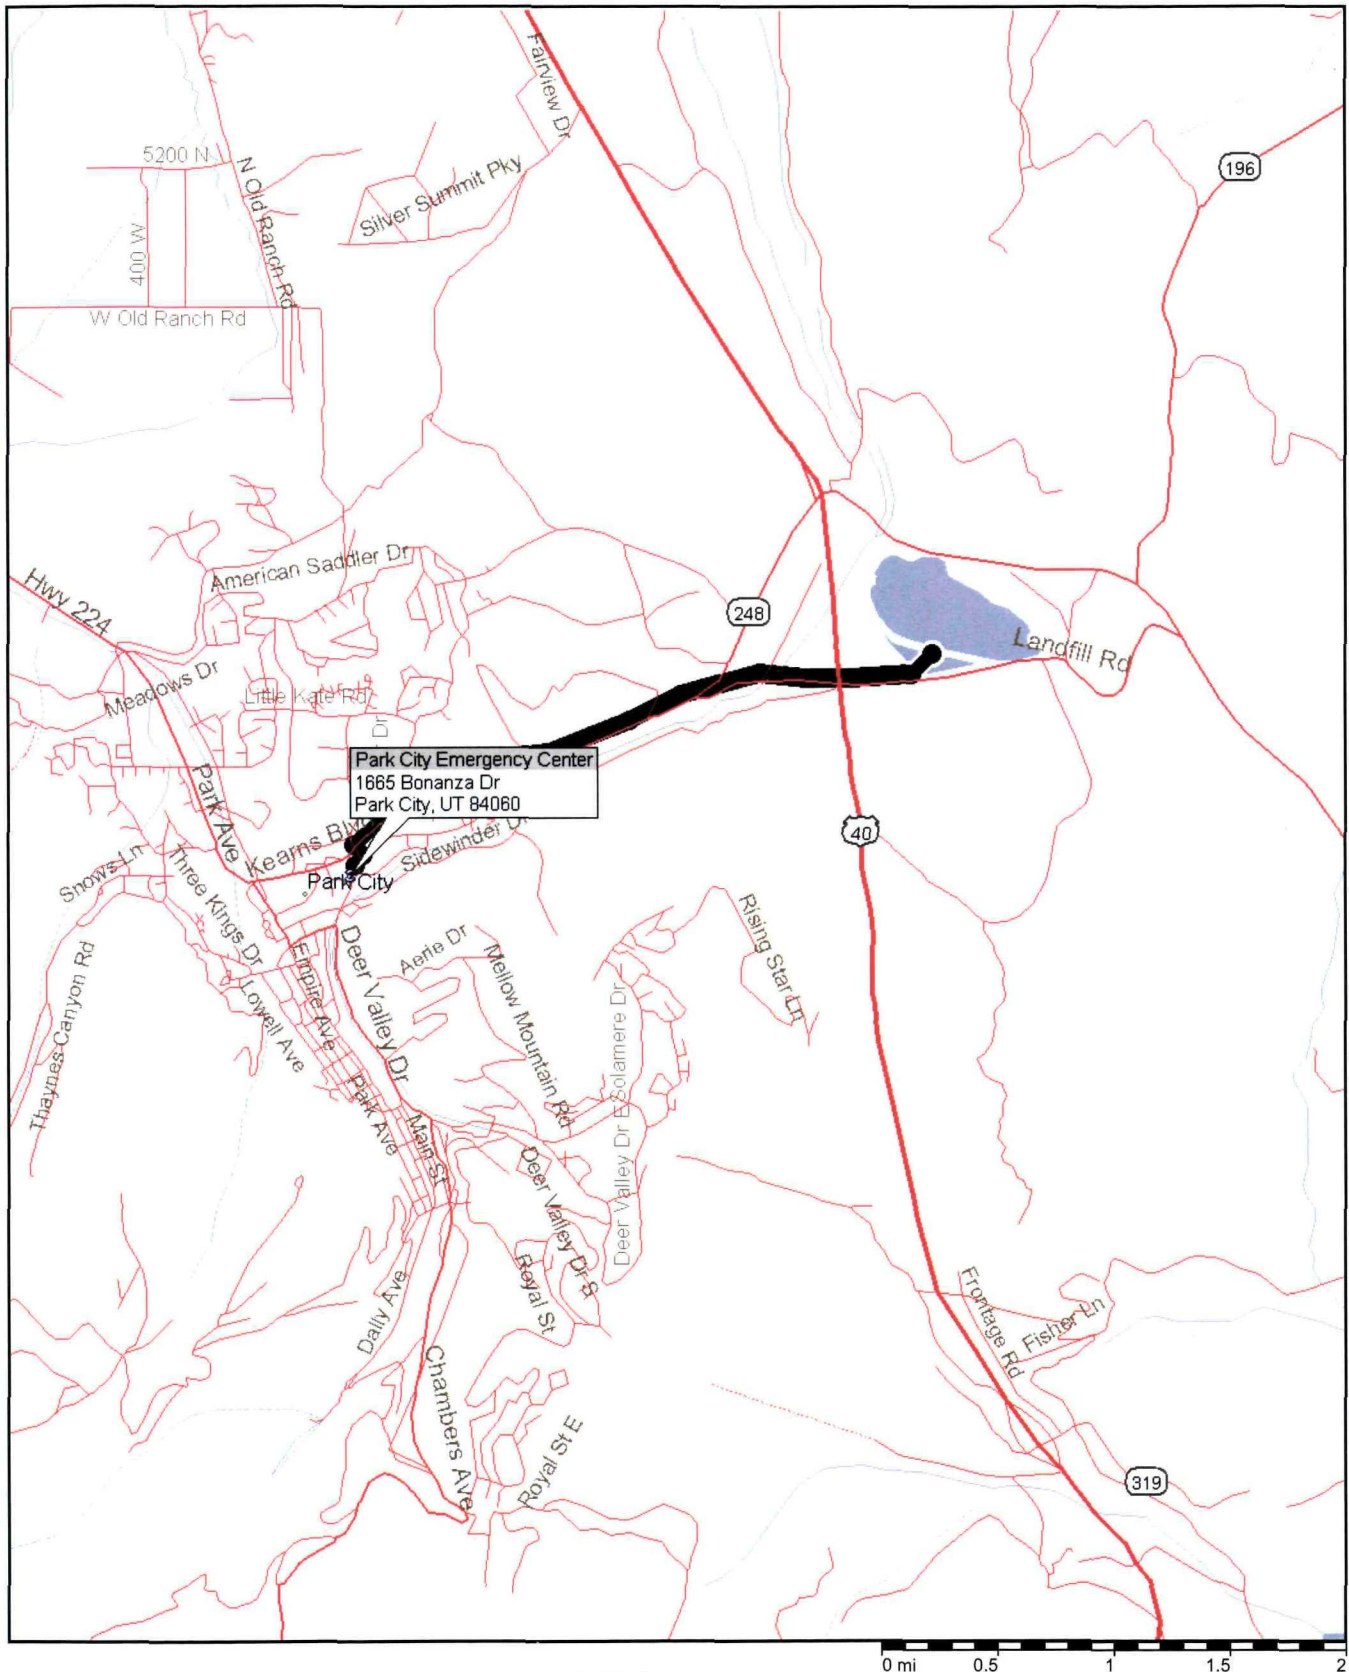 Fairview Dr
5200 N
N Old Ranch Rd
Silver Summit Pky
196
400 W
W Old Ranch Rd
American Saddler Dr
Hwy 224
248
Landfill Rd
Meadows Dr
Little Kate Rd
Dr
Park City Emergency Center
1665 Bonanza Dr
Park City, UT 84060
Park Ave
40
Kearns Blvd
Sidewinder Dr
Snows Ln
Three Kings Dr
Park City
Rising Star Ln
Thaynes Canyon Rd
Empire Ave
Deer Valley Dr
Aerie Dr
Mellow Mountain Rd
Lowell Ave
Solamere Dr
Park Ave
Main St
Deer Valley Dr E
Deer Valley Dr S
Royal St
Dally Ave
Frontage Rd
Fisher Ln
Chambers Ave
Royal St E
319
0 mi 0.5 1 1.5 2